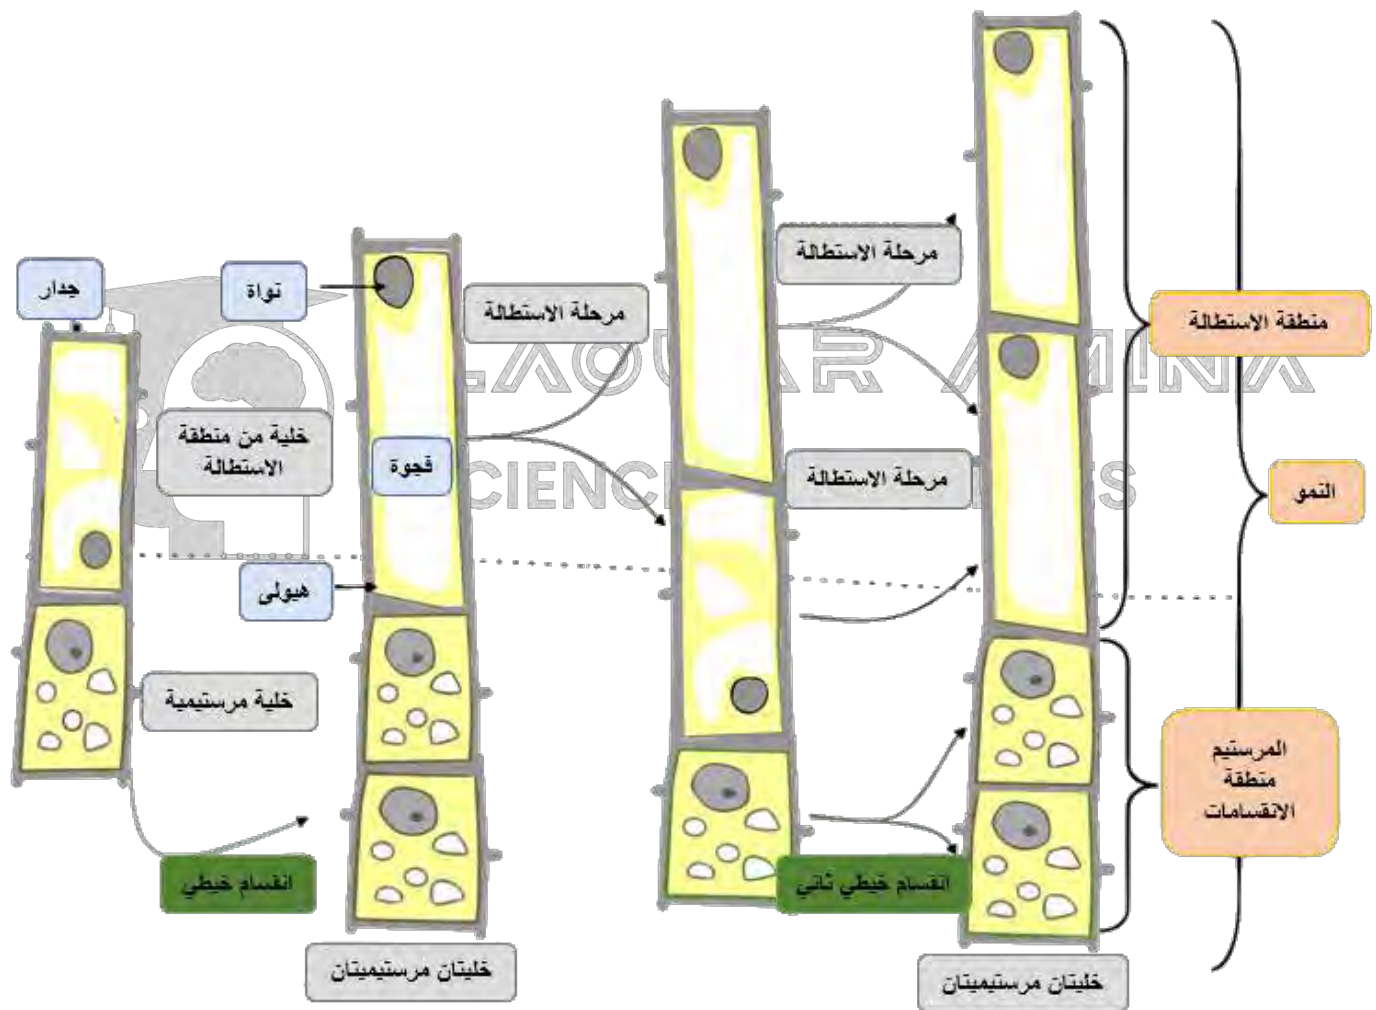 جدار
نواة
خلية من منطقة
الاستطالة
خلية مرستيمية
انقسام خيطي
فجوة
هيولى
خليتان مرستيميتان
مرحلة الاستطالة
مرحلة الاستطالة
مرحلة الاستطالة
انقسام خيطي ثاني
خليتان مرستيميتان
منطقة الاستطالة
النمو
المرستيم
منطقة
الانقسامات